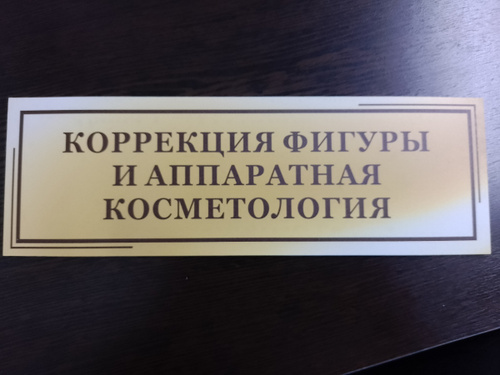 КОРРЕКЦИЯ ФИГУРЫ
И АППАРАТНАЯ
КОСМЕТОЛОГИЯ